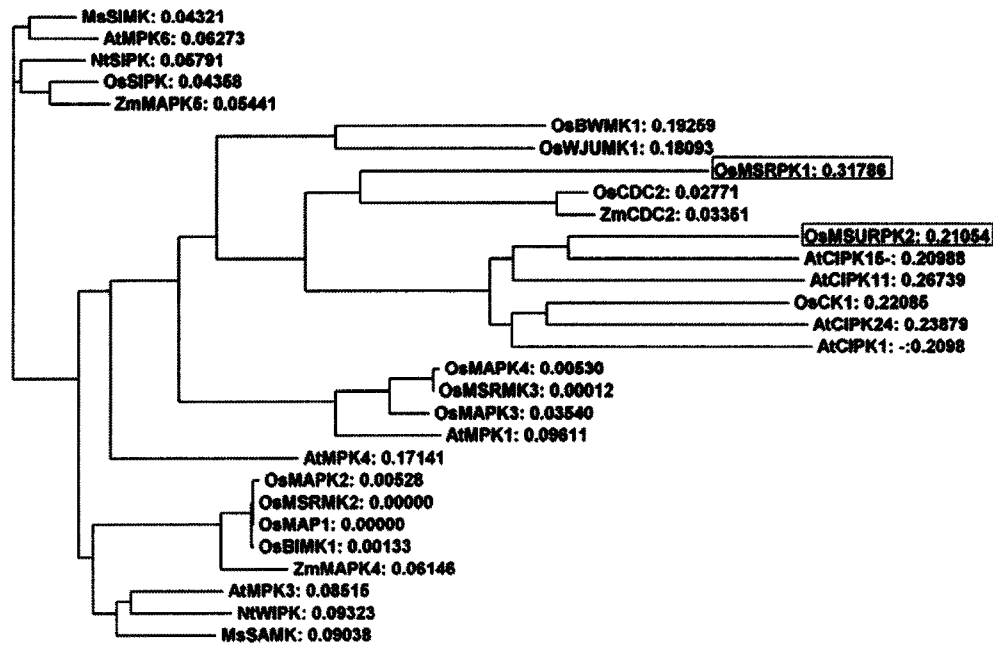 MsSIMK: 0.04321
AtMPK6: 0.06273
NtSIPK: 0.05791
OsSIPK: 0.04358
ZmMAPK5: 0.05441
OsBWMK1: 0.19259
OsWJUMK1: 0.18093
OsMSRPK1: 0.31786
OsCDC2: 0.02771
ZmCDC2: 0.03351
OsMSURPK2: 0.21054
AtCIPK15-: 0.20988
AtCIPK11: 0.26739
OsCK1: 0.22085
AtCIPK24: 0.23879
AtCIPK1: -:0.2098
OsMAPK4: 0.00530
OsMSRMK3: 0.00012
OsMAPK3: 0.03540
AtMPK1: 0.09611
AtMPK4: 0.17141
OsMAPK2: 0.00528
OsMSRMK2: 0.00000
OsMAP1: 0.00000
OsBIMK1: 0.00133
ZmMAPK4: 0.06146
AtMPK3: 0.08515
NtWIPK: 0.09323
MsSAMK: 0.09038